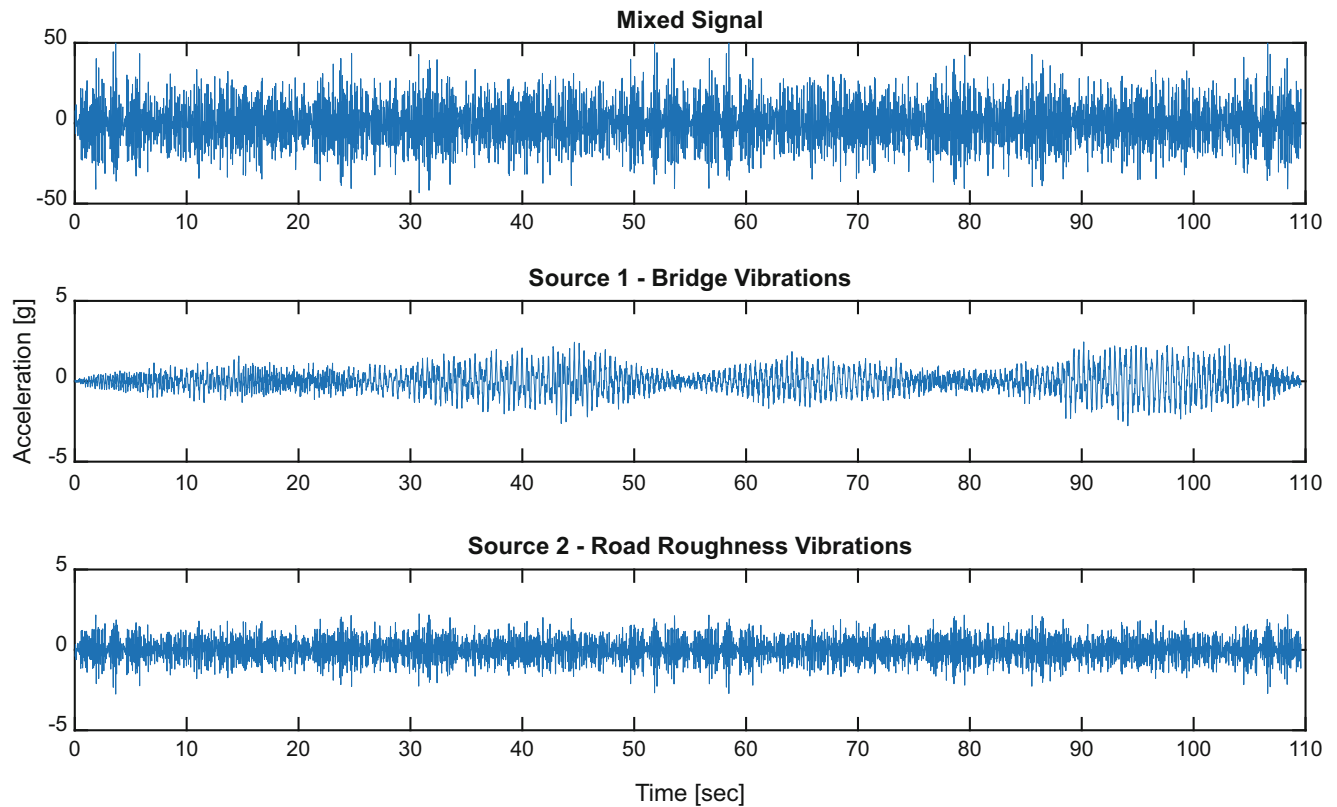 Mixed Signal
50
0
-50
0 10 20 30 40 50 60 70 80 90 100 110
Source 1 - Bridge Vibrations
Acceleration [g]
5
0
-5
0 10 20 30 40 50 60 70 80 90 100 110
Source 2 - Road Roughness Vibrations
5
0
-5
0 10 20 30 40 50 60 70 80 90 100 110
Time [sec]